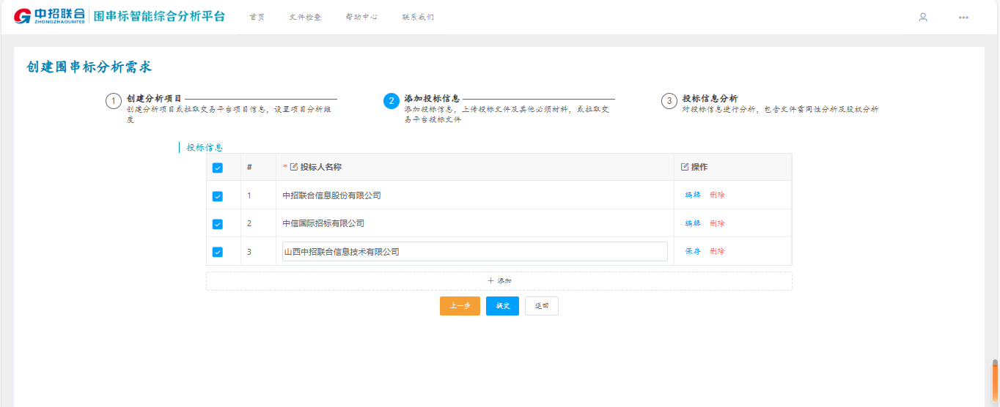 中招联合
ZHONGZHAOUNITED
围串标智能综合分析平台
首页 文件检查 帮助中心 联系我们
创建围串标分析需求
1 创建分析项目
创建分析项目或拉取交易平台项目信息，设置项目分析维
度
2 添加投标信息
添加投标信息，上传投标文件及其他必须材料，或拉取交
易平台投标文件
3 投标信息分析
对投标信息进行分析，包含文件雷同性分析及股权分析
投标信息
# * 投标人名称 操作
1 中招联合信息股份有限公司 编辑 删除
2 中信国际招标有限公司 编辑 删除
3 山西中招联合信息技术有限公司 保存 删除
+ 添加
上一步 提交 返回